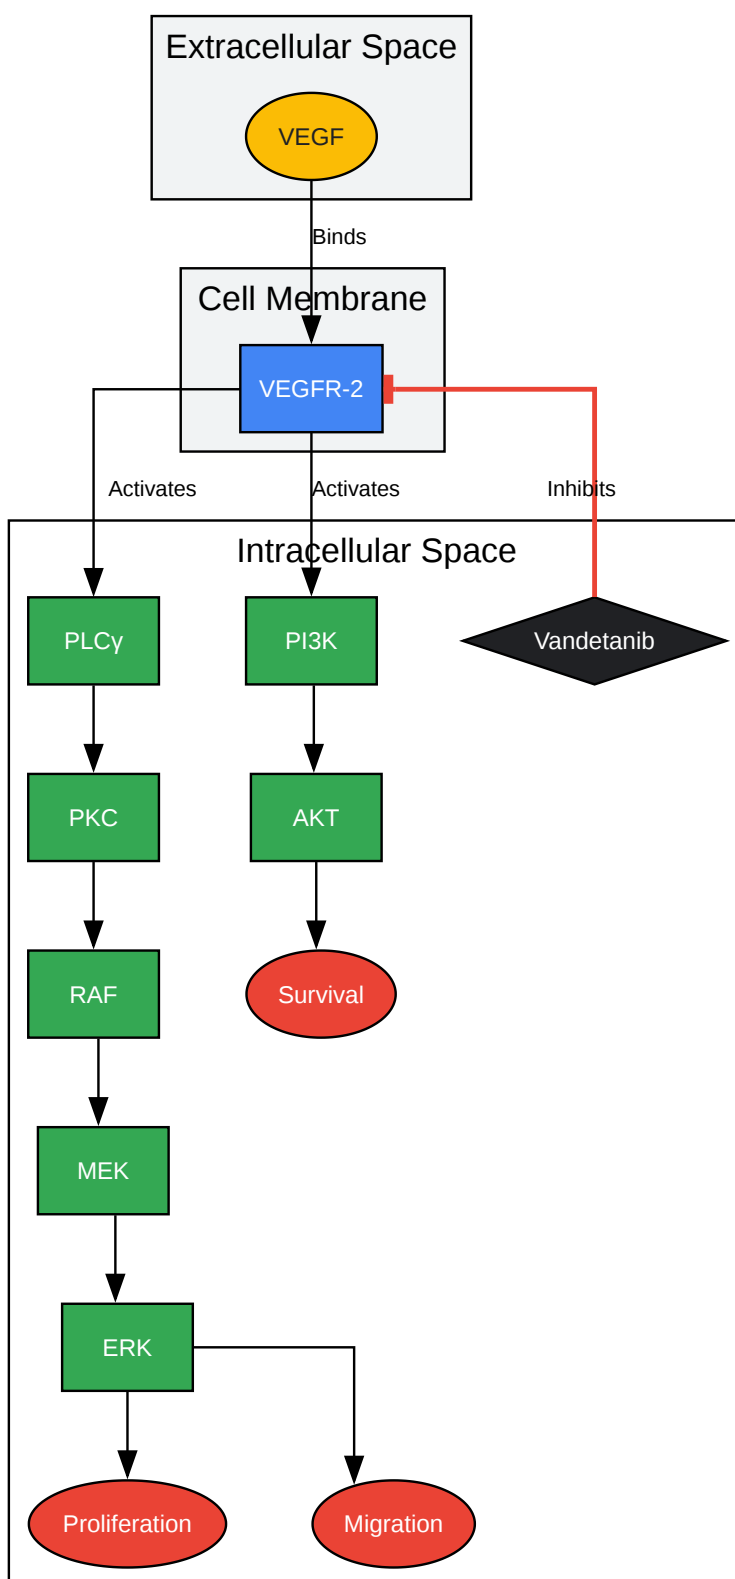 Extracellular Space
VEGF
Binds
Cell Membrane
VEGFR-2
Activates
Activates
Inhibits
Intracellular Space
PLCγ
PI3K
Vandetanib
PKC
AKT
RAF
Survival
MEK
ERK
Proliferation
Migration